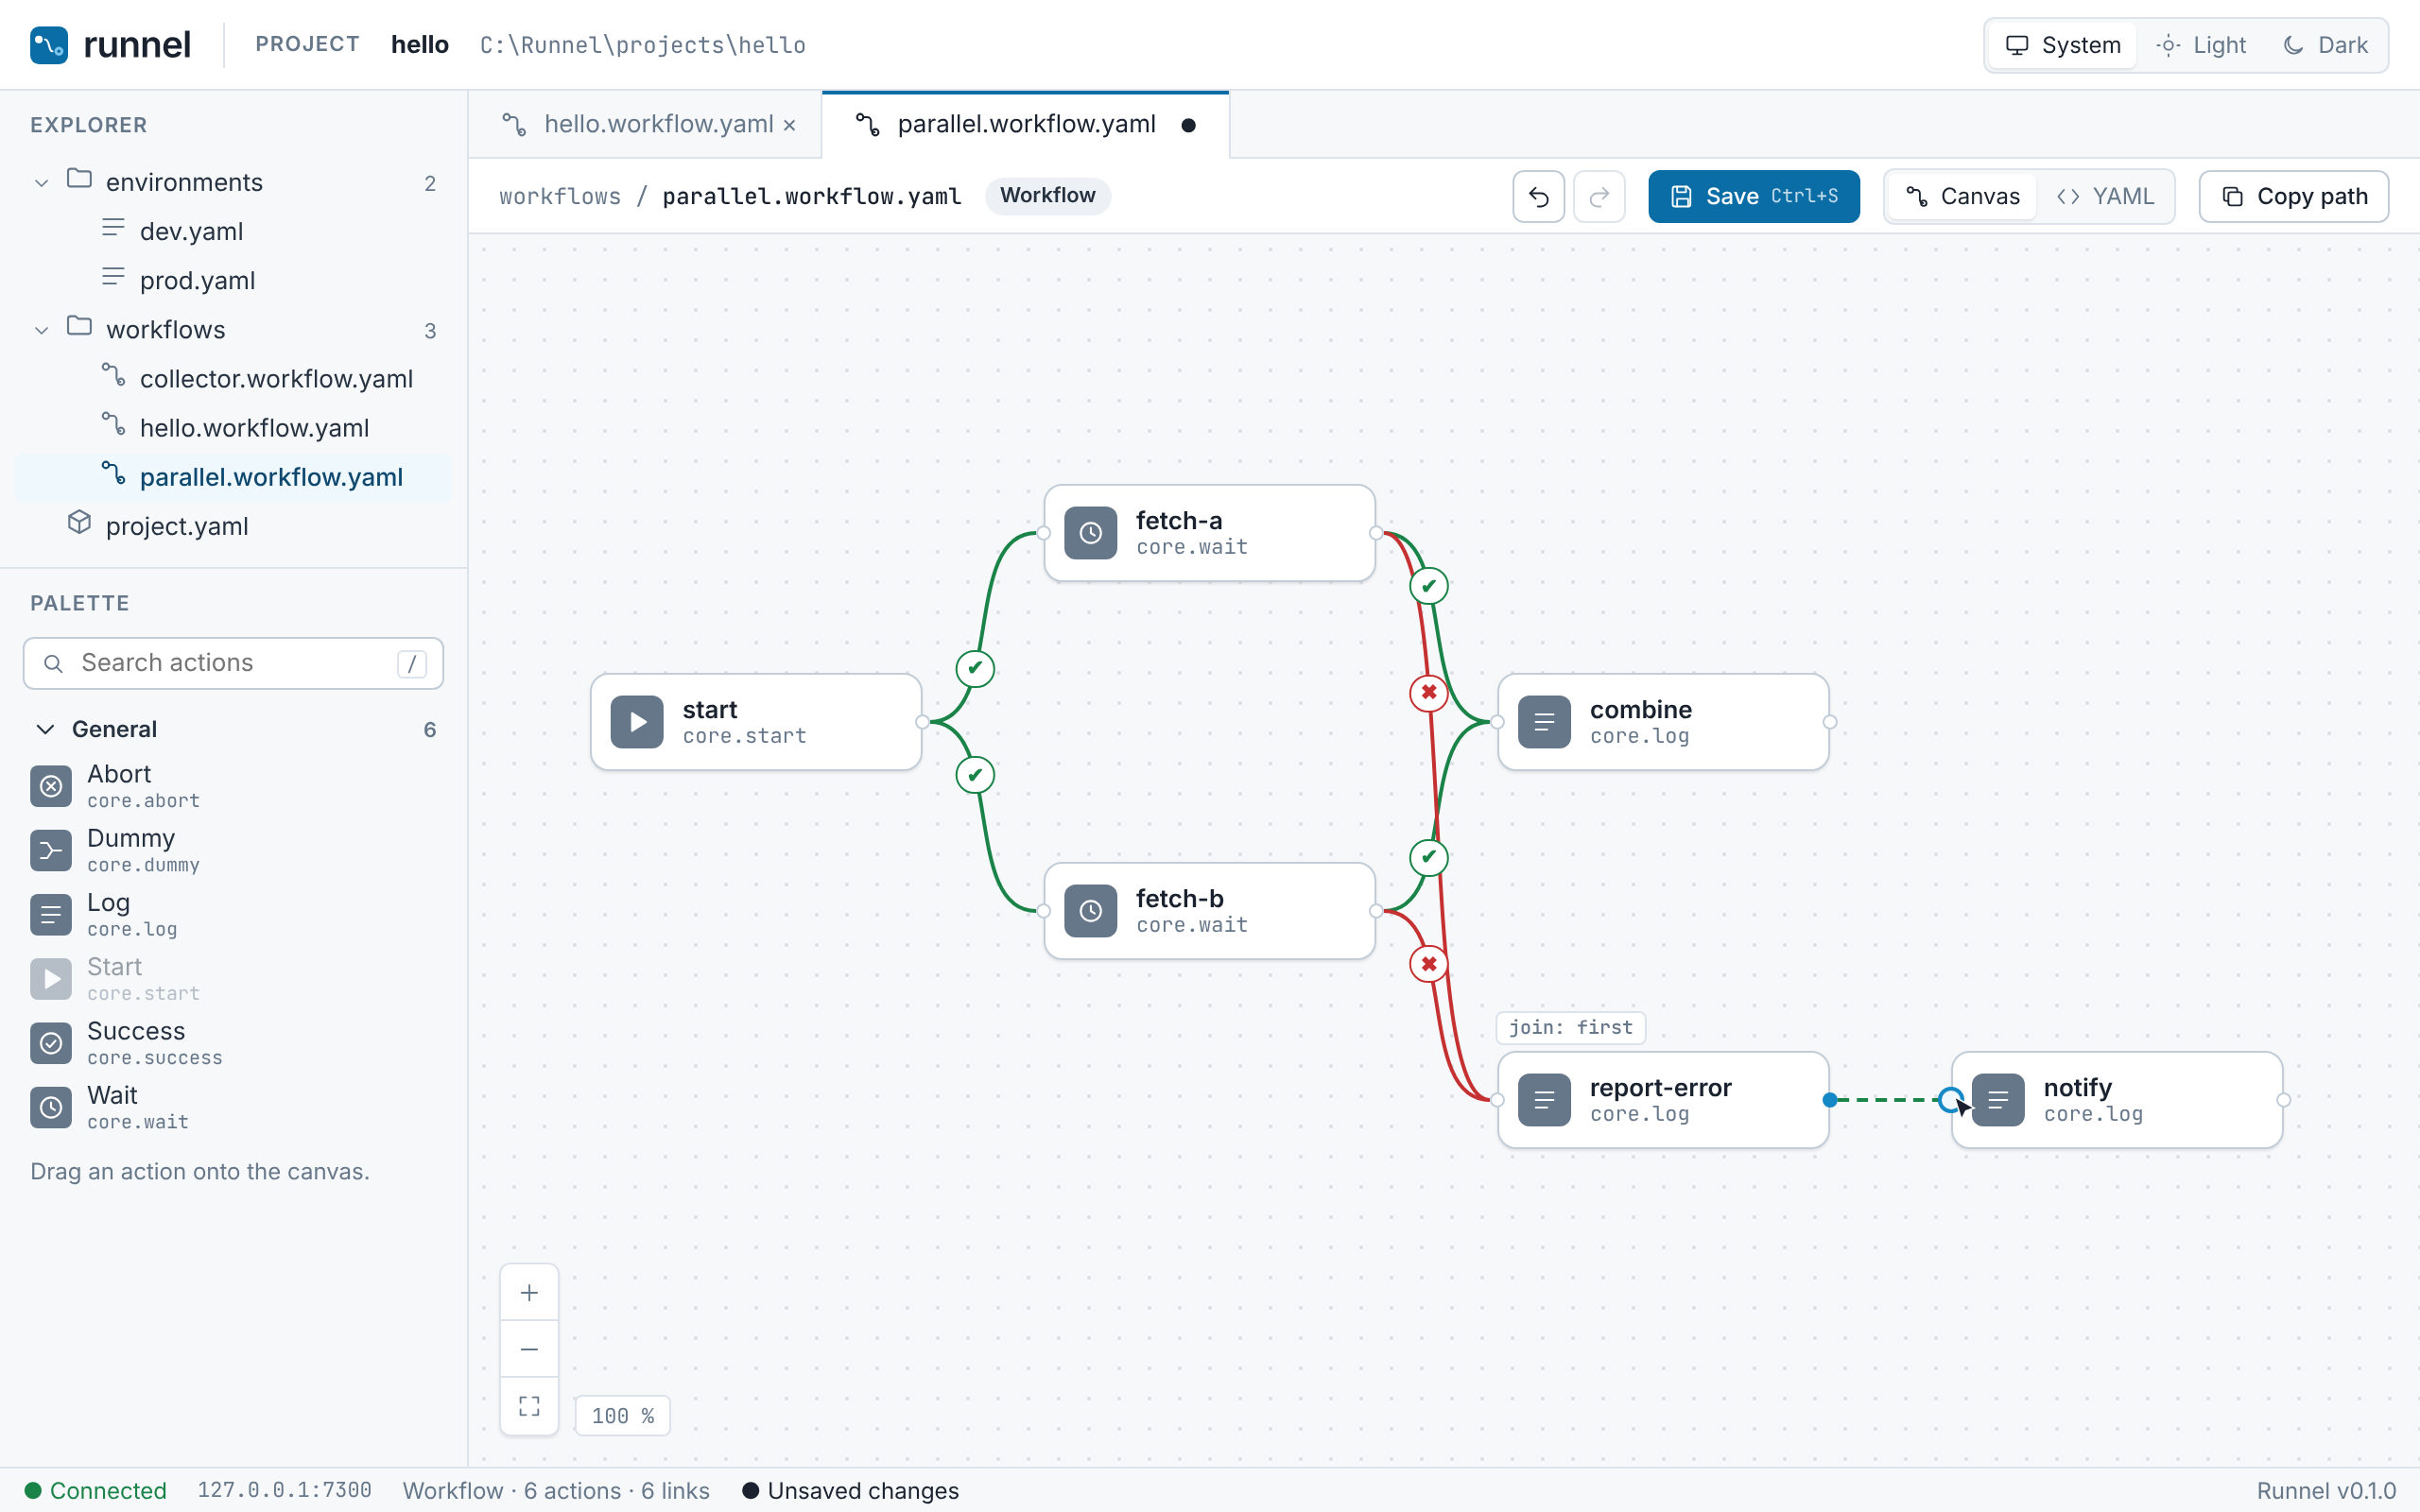 runnel PROJECT hello C:\Runnel\projects\hello System Light Dark
EXPLORER
environments 2
dev.yaml
prod.yaml
workflows 3
collector.workflow.yaml
hello.workflow.yaml
parallel.workflow.yaml
project.yaml
PALETTE
Search actions /
General 6
Abort
core.abort
Dummy
core.dummy
Log
core.log
Start
core.start
Success
core.success
Wait
core.wait
Drag an action onto the canvas.
hello.workflow.yaml × parallel.workflow.yaml
workflows / parallel.workflow.yaml Workflow Save Ctrl+S Canvas YAML Copy path
fetch-a
core.wait
start
core.start
combine
core.log
fetch-b
core.wait
join: first
report-error
core.log
notify
core.log
100 %
Connected 127.0.0.1:7300 Workflow · 6 actions · 6 links Unsaved changes Runnel v0.1.0